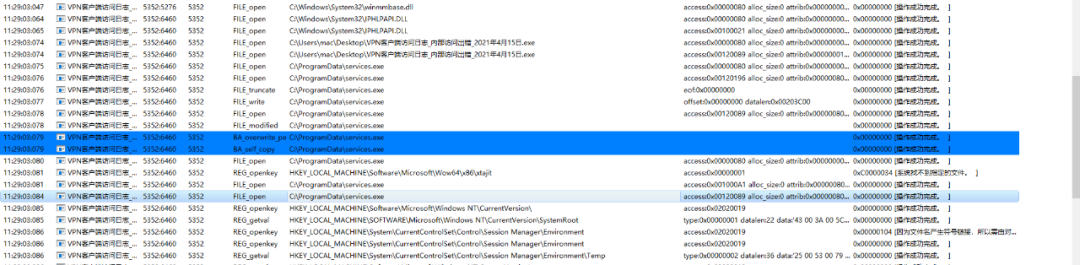 11:29:03:047 VPN客户端访问日志_... 5352:5276 5352 FILE_open C:\Windows\System32\winmmbase.dll access:0x00000080 alloc_size:0 attrib:0x00000000... 0x00000000 [操作成功完成。 ]
11:29:03:065 VPN客户端访问日志_... 5352:6460 5352 FILE_open C:\Windows\System32\IPHLPAPI.DLL access:0x00000080 alloc_size:0 attrib:0x00000000... 0x00000000 [操作成功完成。 ]
11:29:03:065 VPN客户端访问日志_... 5352:6460 5352 FILE_open C:\Windows\System32\IPHLPAPI.DLL access:0x00100021 alloc_size:0 attrib:0x00000000... 0x00000000 [操作成功完成。 ]
11:29:03:074 VPN客户端访问日志_... 5352:6460 5352 FILE_open C:\Users\mac\Desktop\VPN客户端访问日志_内部访问出错_2021年4月15日.exe access:0x00000080 alloc_size:0 attrib:0x00000000... 0x00000000 [操作成功完成。 ]
11:29:03:074 VPN客户端访问日志_... 5352:6460 5352 FILE_open C:\Users\mac\Desktop\VPN客户端访问日志_内部访问出错_2021年4月15日.exe access:0x00120089 alloc_size:0 attrib:0x00000001... 0x00000000 [操作成功完成。 ]
11:29:03:075 VPN客户端访问日志_... 5352:6460 5352 FILE_open C:\ProgramData\services.exe access:0x00000080 alloc_size:0 attrib:0x00000000... 0x00000000 [操作成功完成。 ]
11:29:03:076 VPN客户端访问日志_... 5352:6460 5352 FILE_open C:\ProgramData\services.exe access:0x00120196 alloc_size:0 attrib:0x00000080... 0x00000000 [操作成功完成。 ]
11:29:03:076 VPN客户端访问日志_... 5352:6460 5352 FILE_truncate C:\ProgramData\services.exe eof:0x00000000 0x00000000 [操作成功完成。 ]
11:29:03:077 VPN客户端访问日志_... 5352:6460 5352 FILE_write C:\ProgramData\services.exe offset:0x00000000 datalen:0x00203C00 0x00000000 [操作成功完成。 ]
11:29:03:078 VPN客户端访问日志_... 5352:6460 5352 FILE_open C:\ProgramData\services.exe access:0x00120089 alloc_size:0 attrib:0x00000080... 0x00000000 [操作成功完成。 ]
11:29:03:078 VPN客户端访问日志_... 5352:6460 5352 FILE_modified C:\ProgramData\services.exe 0x00000000 [操作成功完成。 ]
11:29:03:079 VPN客户端访问日志_... 5352:6460 5352 BA_overwrite_pe C:\ProgramData\services.exe 0x00000000 [操作成功完成。 ]
11:29:03:079 VPN客户端访问日志_... 5352:6460 5352 BA_self_copy C:\ProgramData\services.exe 0x00000000 [操作成功完成。 ]
11:29:03:080 VPN客户端访问日志_... 5352:6460 5352 FILE_open C:\ProgramData\services.exe access:0x00000080 alloc_size:0 attrib:0x00000000... 0x00000000 [操作成功完成。 ]
11:29:03:081 VPN客户端访问日志_... 5352:6460 5352 REG_openkey HKEY_LOCAL_MACHINE\Software\Microsoft\Wow64\x86\xtajit access:0x00000001 0xC0000034 [系统找不到指定的文件。 ]
11:29:03:081 VPN客户端访问日志_... 5352:6460 5352 FILE_open C:\ProgramData\services.exe access:0x001000A1 alloc_size:0 attrib:0x00000080... 0x00000000 [操作成功完成。 ]
11:29:03:084 VPN客户端访问日志_... 5352:6460 5352 FILE_open C:\ProgramData\services.exe access:0x00120089 alloc_size:0 attrib:0x00000080... 0x00000000 [操作成功完成。 ]
11:29:03:085 VPN客户端访问日志_... 5352:6460 5352 REG_openkey HKEY_LOCAL_MACHINE\Software\Microsoft\Windows NT\CurrentVersion\ access:0x02020019 0x00000000 [操作成功完成。 ]
11:29:03:085 VPN客户端访问日志_... 5352:6460 5352 REG_getval HKEY_LOCAL_MACHINE\SOFTWARE\Microsoft\Windows NT\CurrentVersion\SystemRoot type:0x00000001 datalen:22 data:'43 00 3A 00 5C... 0x00000000 [操作成功完成。 ]
11:29:03:086 VPN客户端访问日志_... 5352:6460 5352 REG_openkey HKEY_LOCAL_MACHINE\System\CurrentControlSet\Control\Session Manager\Environment access:0x02020019 0x00000104 [因为文件名产生符号链接，所以需由对...
11:29:03:086 VPN客户端访问日志_... 5352:6460 5352 REG_openkey HKEY_LOCAL_MACHINE\System\CurrentControlSet\Control\Session Manager\Environment access:0x02020019 0x00000000 [操作成功完成。 ]
11:29:03:086 VPN客户端访问日志_... 5352:6460 5352 REG_getval HKEY_LOCAL_MACHINE\System\CurrentControlSet\Control\Session Manager\Environment\Temp type:0x00000002 datalen:36 data:'25 00 53 00 79... 0x00000000 [操作成功完成。 ]